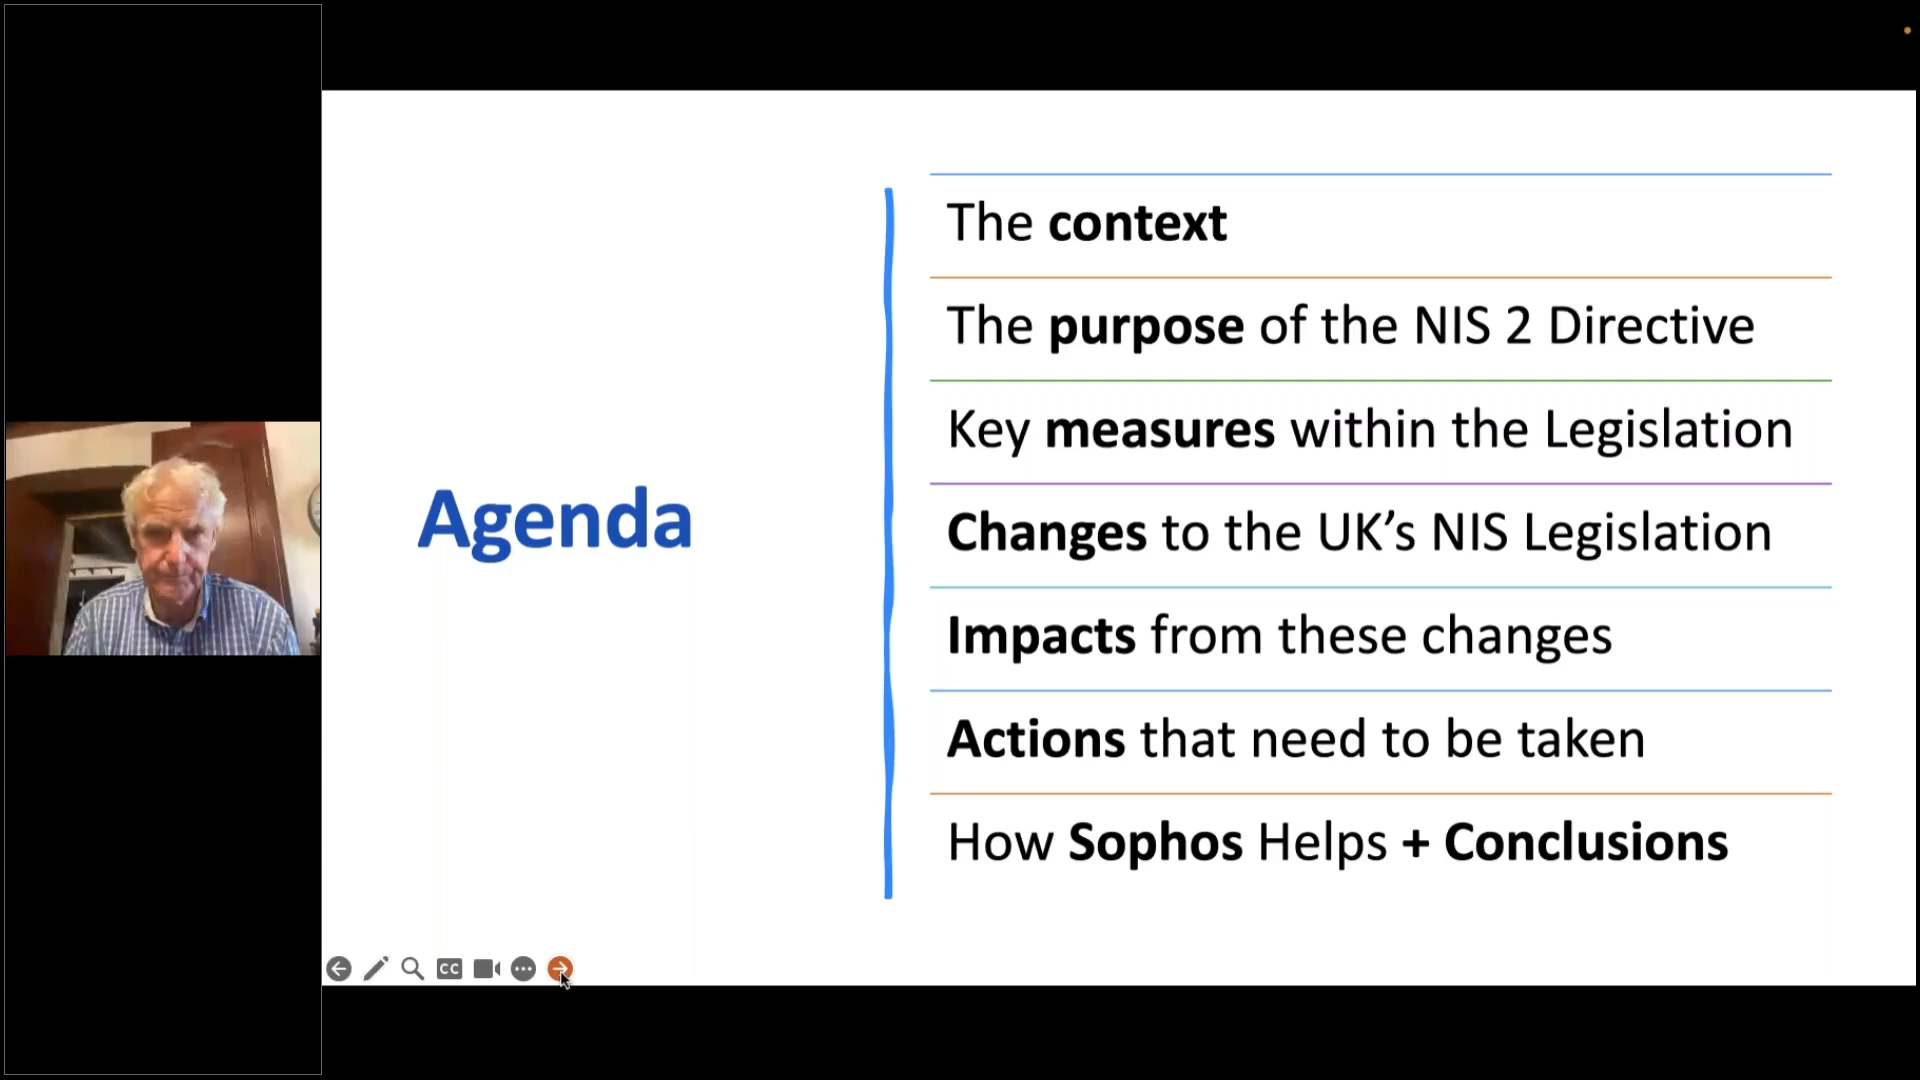 Agenda
The context
The purpose of the NIS 2 Directive
Key measures within the Legislation
Changes to the UK’s NIS Legislation
Impacts from these changes
Actions that need to be taken
How Sophos Helps + Conclusions
CC